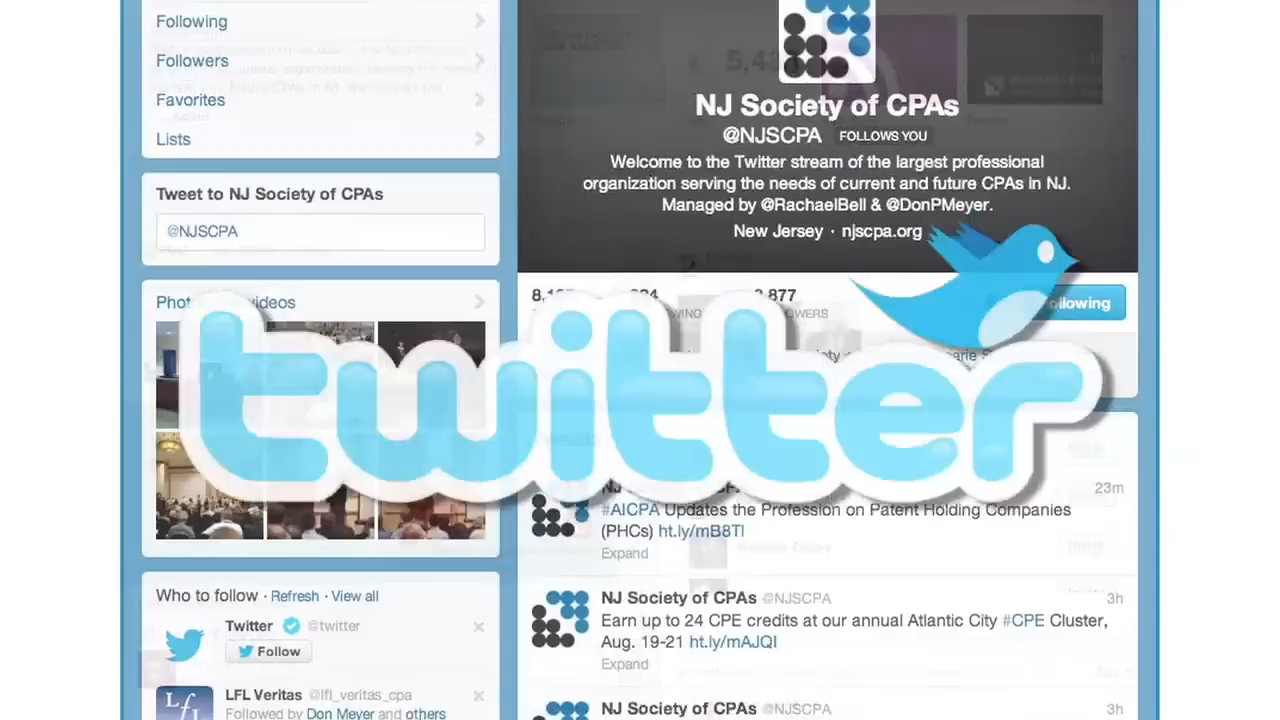 Following
Followers
Favorites
Lists
Tweet to NJ Society of CPAs
@NJSCPA
NJ Society of CPAs
@NJSCPA FOLLOWS YOU
Welcome to the Twitter stream of the largest professional
organization serving the needs of current and future CPAs in NJ.
Managed by @RachaelBell & @DonPMeyer.
New Jersey · njscpa.org
twitter
23m
#AICPA Updates the Profession on Patent Holding Companies
(PHCs) ht.ly/mB8TI
Expand
NJ Society of CPAs @NJSCPA 3h
Earn up to 24 CPE credits at our annual Atlantic City #CPE Cluster,
Aug. 19-21 ht.ly/mAJQI
Expand
NJ Society of CPAs @NJSCPA 3h
Who to follow · Refresh · View all
Twitter @twitter
Follow
LFL Veritas @lfl_veritas_cpa
Followed by Don Meyer and others